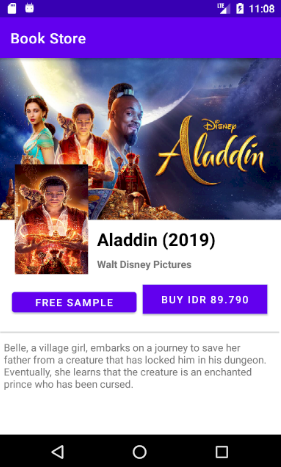 11:08
Book Store
Disney
Aladdin
Aladdin (2019)
Walt Disney Pictures
FREE SAMPLE
BUY IDR 89.790
Belle, a village girl, embarks on a journey to save her
father from a creature that has locked him in his dungeon.
Eventually, she learns that the creature is an enchanted
prince who has been cursed.